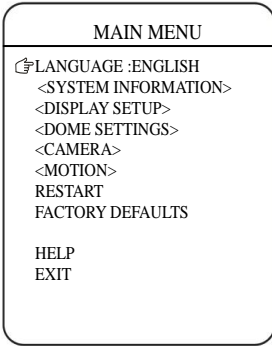 MAIN MENU
LANGUAGE :ENGLISH
<SYSTEM INFORMATION>
<DISPLAY SETUP>
<DOME SETTINGS>
<CAMERA>
<MOTION>
RESTART
FACTORY DEFAULTS
HELP
EXIT